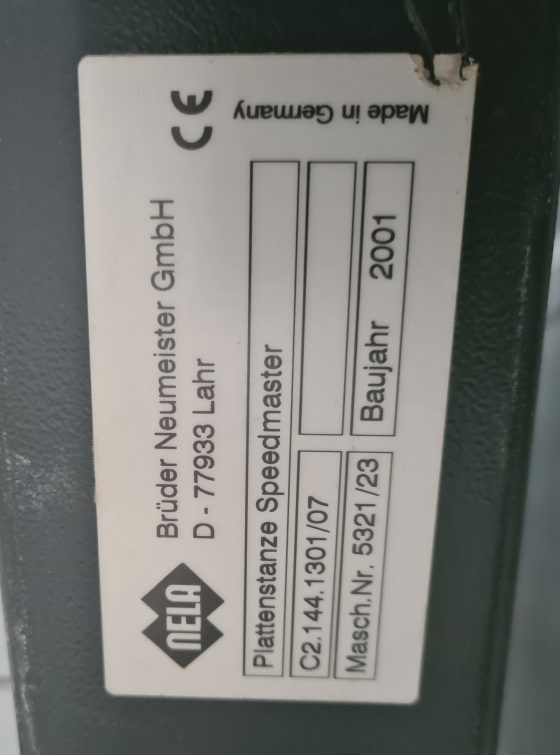 NELA
Brüder Neumeister GmbH
D - 77933 Lahr
CE
Plattenstanze Speedmaster
C2.144.1301/07
Masch.Nr. 5321/23
Baujahr 2001
Made in Germany